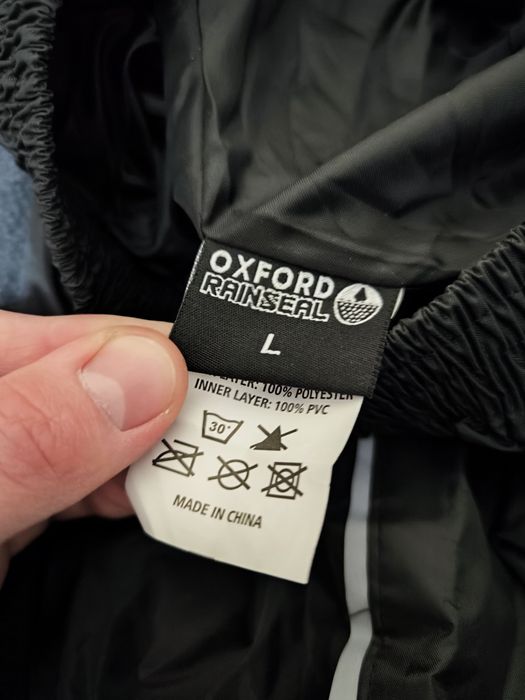 OXFORD
RAINSEAL
L
100% POLYESTER
INNER LAYER: 100% PVC
30°
MADE IN CHINA